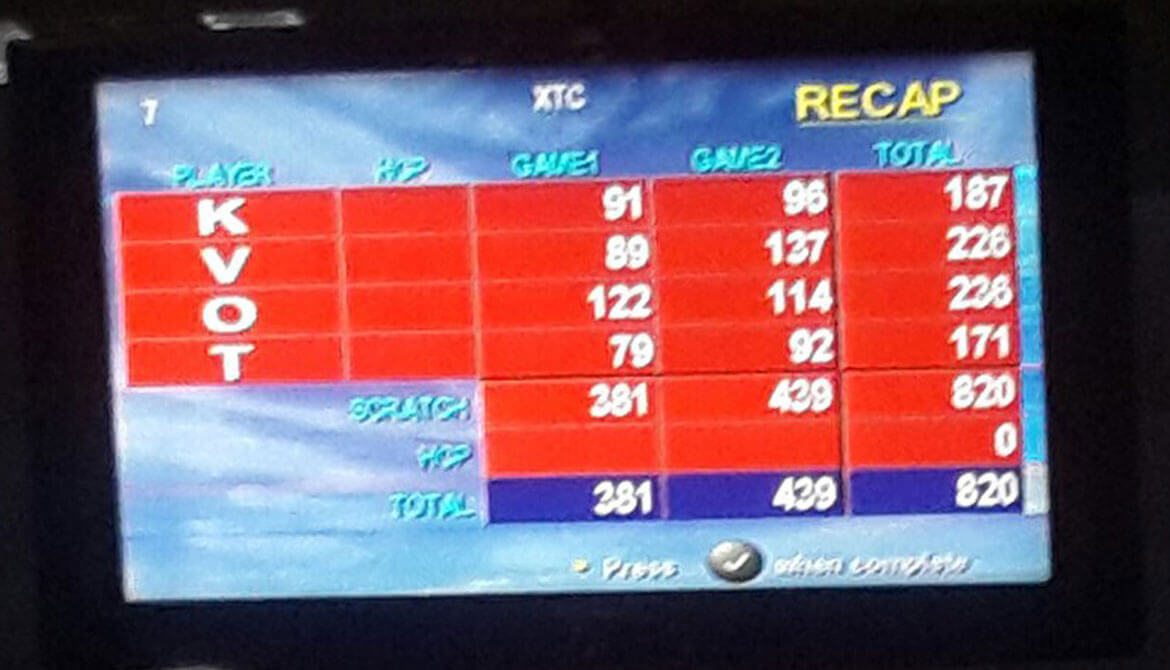 7 XTC RECAP
PLAYER HCP GAME1 GAME2 TOTAL
K 91 96 187
V 89 137 226
O 122 114 236
T 79 92 171
SCRATCH 381 439 820
HCP 0
TOTAL 381 439 820
* Press ✓ when complete